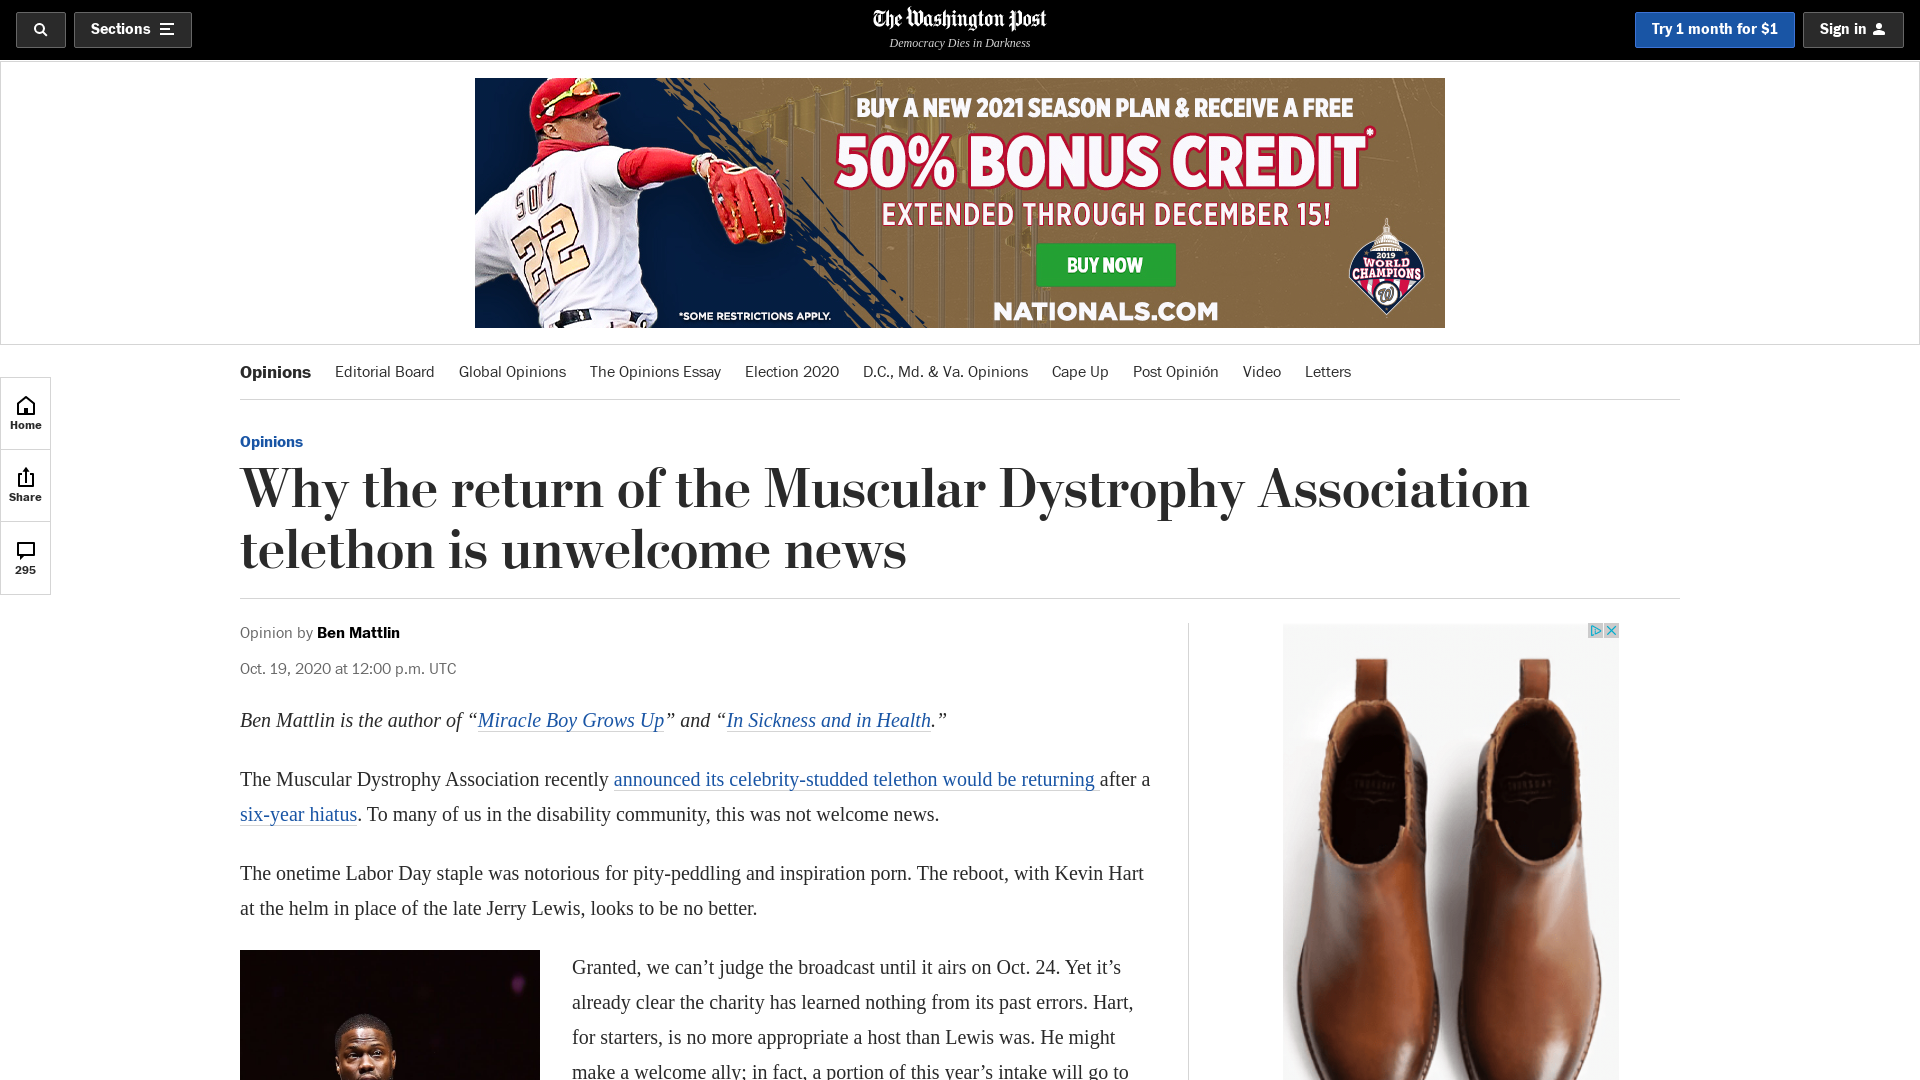 Sections
The Washington Post
Democracy Dies in Darkness
Try 1 month for $1
Sign in
BUY A NEW 2021 SEASON PLAN & RECEIVE A FREE
50% BONUS CREDIT*
EXTENDED THROUGH DECEMBER 15!
BUY NOW
NATIONALS.COM
*SOME RESTRICTIONS APPLY.
22
2019
WORLD
CHAMPIONS
W
Opinions Editorial Board Global Opinions The Opinions Essay Election 2020 D.C., Md. & Va. Opinions Cape Up Post Opinión Video Letters
Home
Share
295
Opinions
Why the return of the Muscular Dystrophy Association
telethon is unwelcome news
Opinion by Ben Mattlin
Oct. 19, 2020 at 12:00 p.m. UTC
Ben Mattlin is the author of “Miracle Boy Grows Up” and “In Sickness and in Health.”
The Muscular Dystrophy Association recently announced its celebrity-studded telethon would be returning after a
six-year hiatus. To many of us in the disability community, this was not welcome news.
The onetime Labor Day staple was notorious for pity-peddling and inspiration porn. The reboot, with Kevin Hart
at the helm in place of the late Jerry Lewis, looks to be no better.
Granted, we can’t judge the broadcast until it airs on Oct. 24. Yet it’s
already clear the charity has learned nothing from its past errors. Hart,
for starters, is no more appropriate a host than Lewis was. He might
make a welcome ally; in fact, a portion of this year’s intake will go to